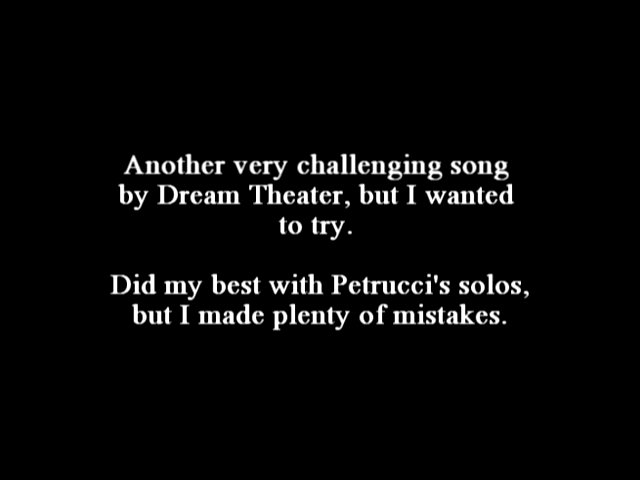 Another very challenging song
by Dream Theater, but I wanted
to try.
Did my best with Petrucci's solos,
but I made plenty of mistakes.